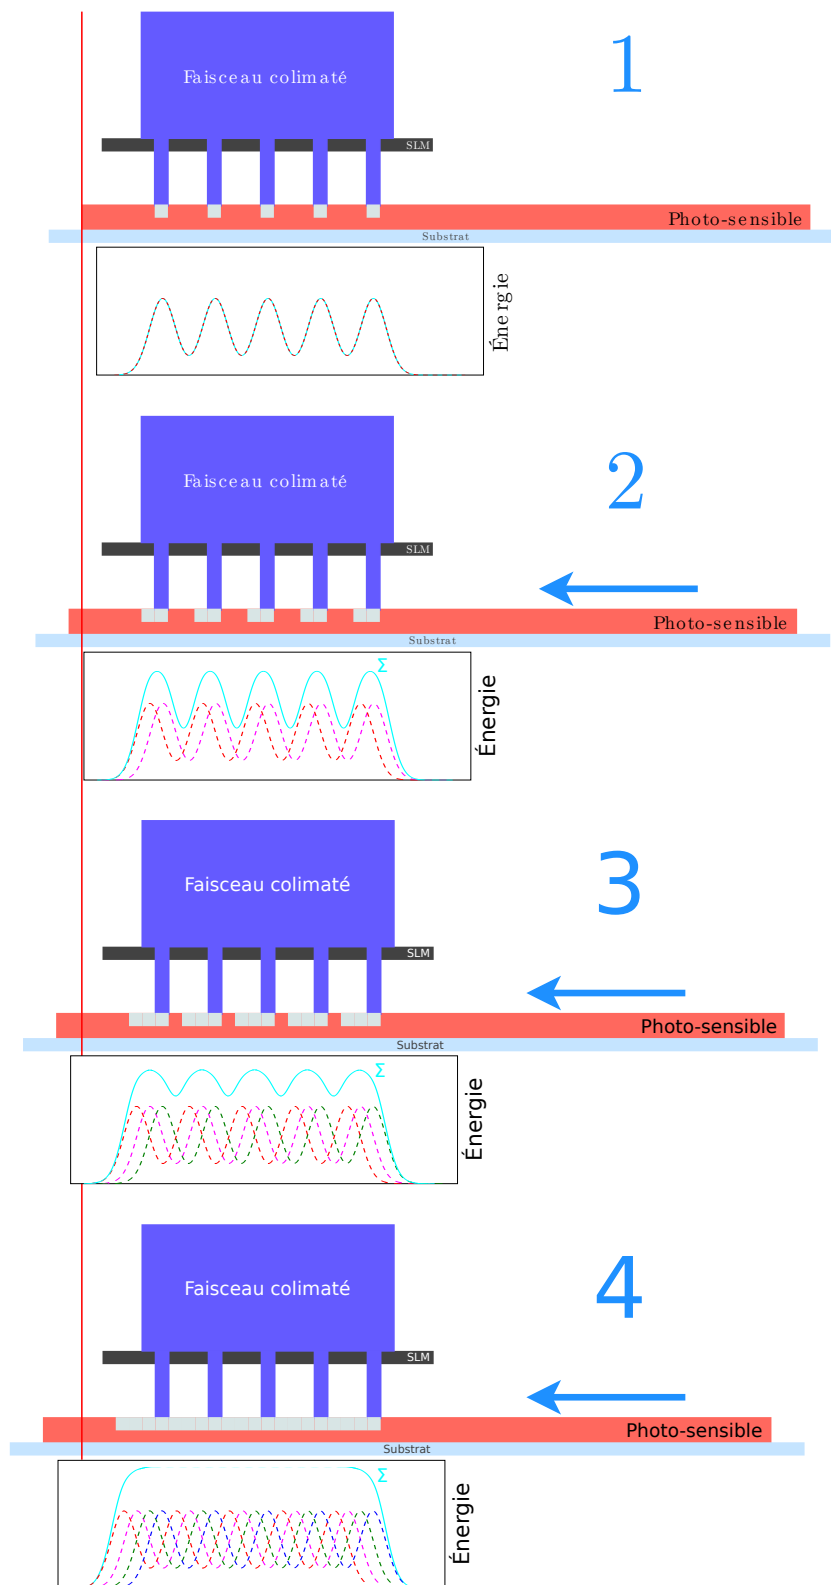 1
Faisceau colimaté
SLM
Photo-sensible
Substrat
Énergie
2
Faisceau colimaté
SLM
Photo-sensible
Substrat
Σ
Énergie
3
Faisceau colimaté
SLM
Photo-sensible
Substrat
Σ
Énergie
4
Faisceau colimaté
SLM
Photo-sensible
Substrat
Σ
Énergie